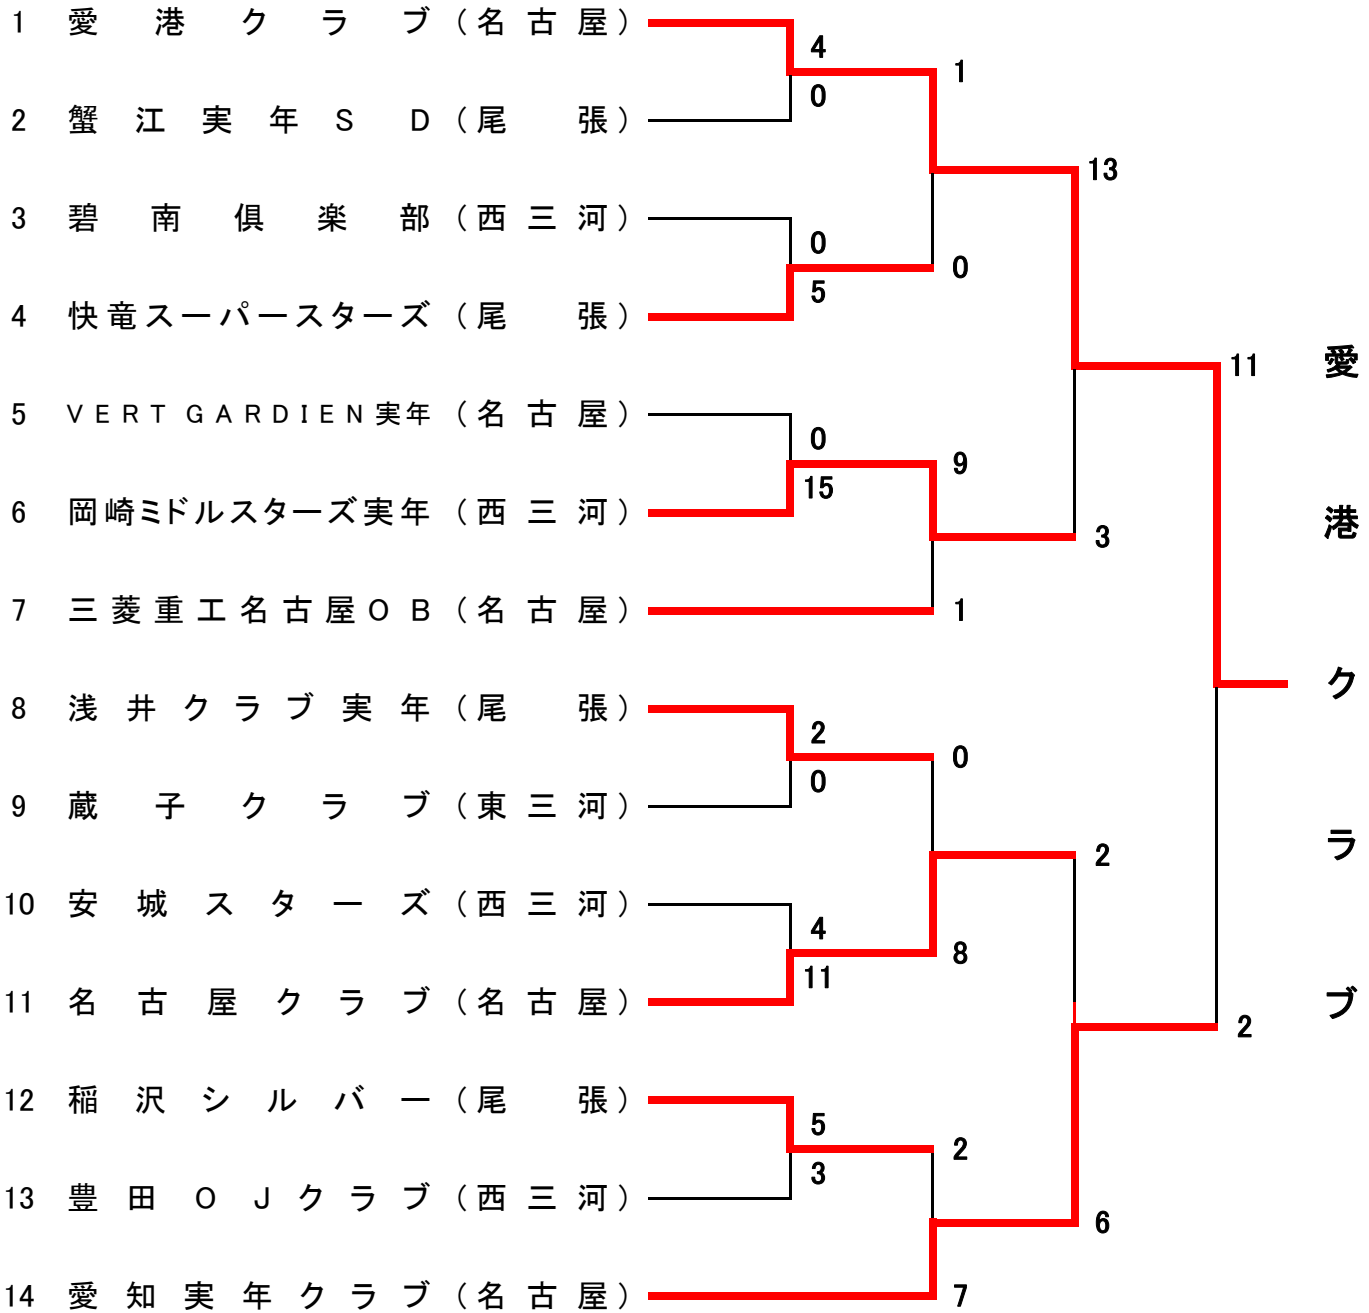 1 愛港クラブ(名古屋)
4
1
0
2 蟹江実年SD(尾張)
13
3 碧南倶楽部(西三河)
0
0
5
4 快竜スーパースターズ(尾張)
11
5 VERT GARDIEN実年(名古屋)
0
9
15
6 岡崎ミドルスターズ実年(西三河)
3
7 三菱重工名古屋OB(名古屋)
1
愛港クラブ
8 浅井クラブ実年(尾張)
2
0
0
9 蔵子クラブ(東三河)
2
10 安城スターズ(西三河)
4
8
11
11 名古屋クラブ(名古屋)
2
12 稲沢シルバー(尾張)
5
2
3
13 豊田OJクラブ(西三河)
6
14 愛知実年クラブ(名古屋)
7